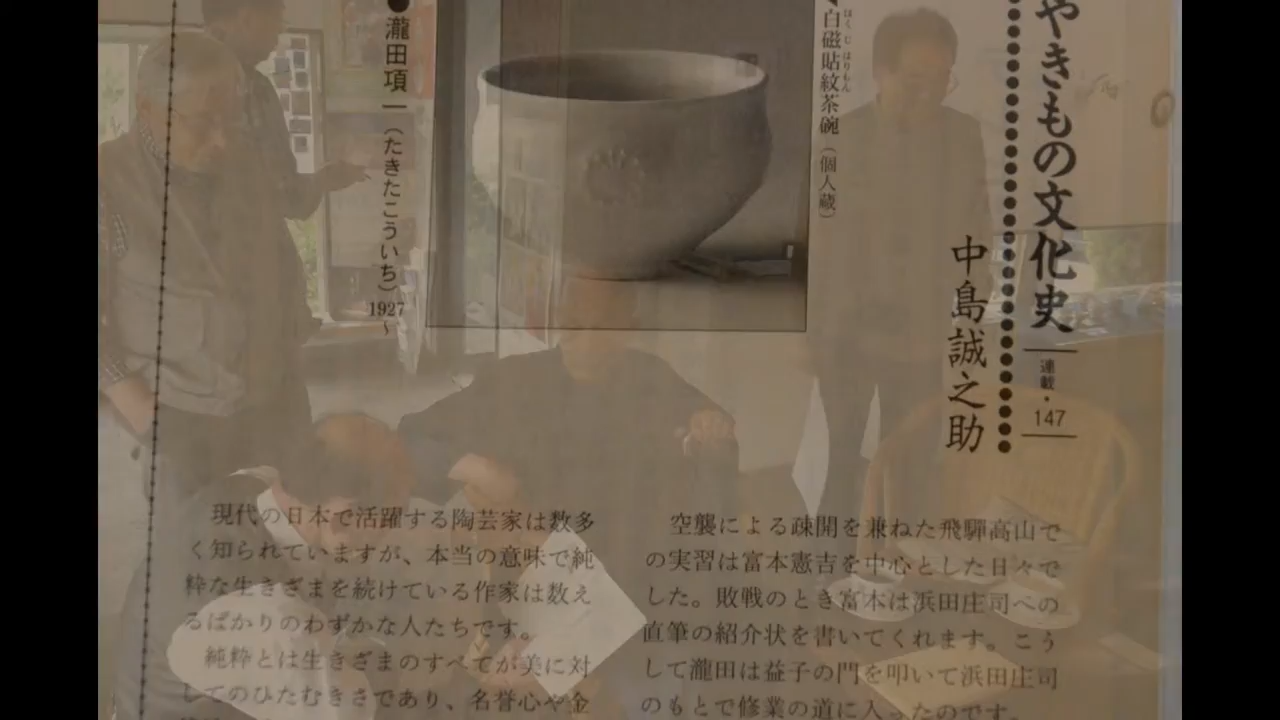 やきもの文化史
連載・147
中島誠之助
白磁貼紋茶碗（個人蔵）
はくじはりもん
●瀧田項一（たきたこういち）1927〜
現代の日本で活躍する陶芸家は数多
く知られていますが、本当の意味で純
粋な生きざまを続けている作家は数え
るばかりのわずかな人たちです。
純粋とは生きざまのすべてが美に対
してのひたむきさであり、名誉心や金
空襲による疎開を兼ねた飛騨高山で
の実習は富本憲吉を中心とした日々で
した。敗戦のとき富本は浜田庄司への
直筆の紹介状を書いてくれます。こう
して瀧田は益子の門を叩いて浜田庄司
のもとで修業の道に入ったのです。